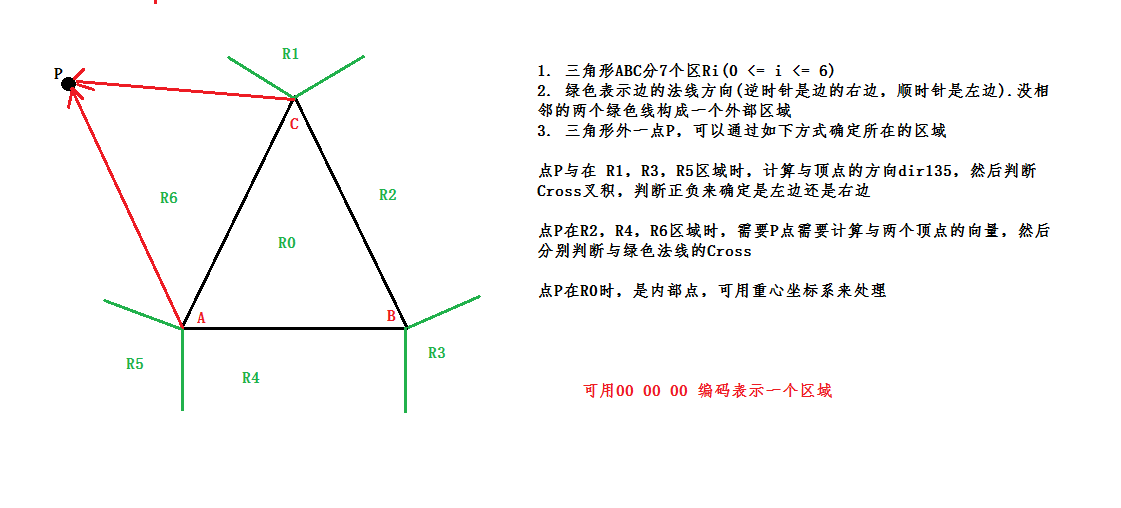 P
R1
C
R6
R2
R0
A
B
R5
R4
R3
1. 三角形ABC分7个区Ri(0 <= i <= 6)
2. 绿色表示边的法线方向(逆时针是边的右边，顺时针是左边).没相
邻的两个绿色线构成一个外部区域
3. 三角形外一点P，可以通过如下方式确定所在的区域
点P与在 R1，R3，R5区域时，计算与顶点的方向dir135，然后判断
Cross叉积，判断正负来确定是左边还是右边
点P在R2，R4，R6区域时，需要P点需要计算与两个顶点的向量，然后
分别判断与绿色法线的Cross
点P在R0时，是内部点，可用重心坐标系来处理
可用00 00 00 编码表示一个区域